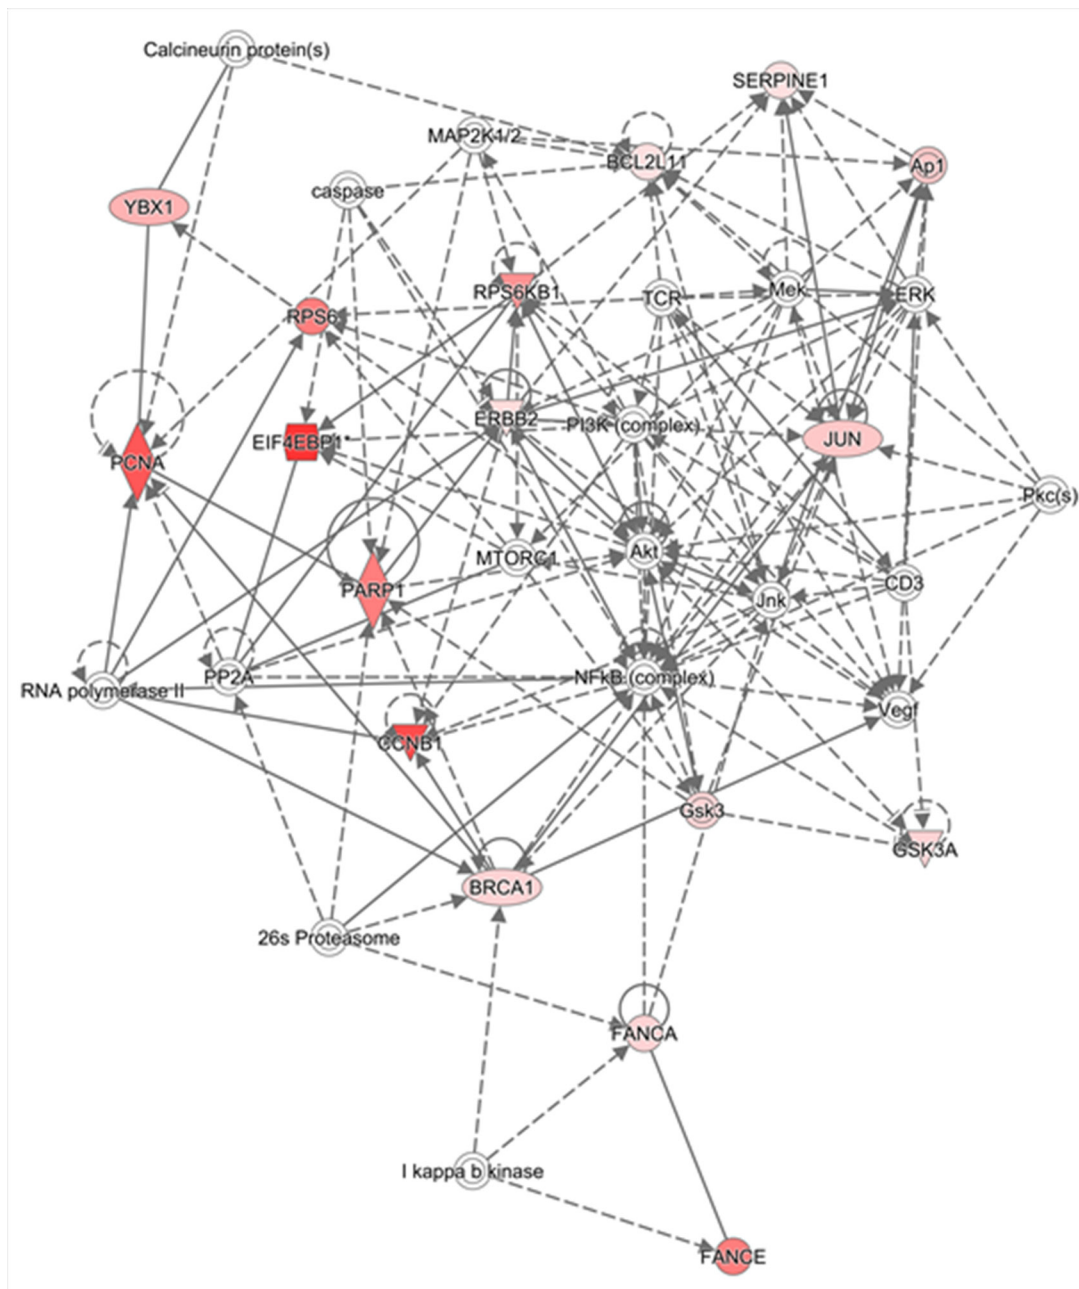 Calcineurin protein(s)
SERPINE1
MAP2K1/2
BCL2L11
Ap1
caspase
YBX1
RPS6KB1
TCR
Mek
ERK
RPS6
ERBB2
PI3K (complex)
JUN
EIF4EBP1*
PCNA
Pkc(s)
MTORC1
Akt
PARP1
Jnk
CD3
RNA polymerase II
PP2A
NFkB (complex)
Vegf
CCNB1
Gsk3
GSK3A
BRCA1
26s Proteasome
FANCA
I kappa b kinase
FANCE